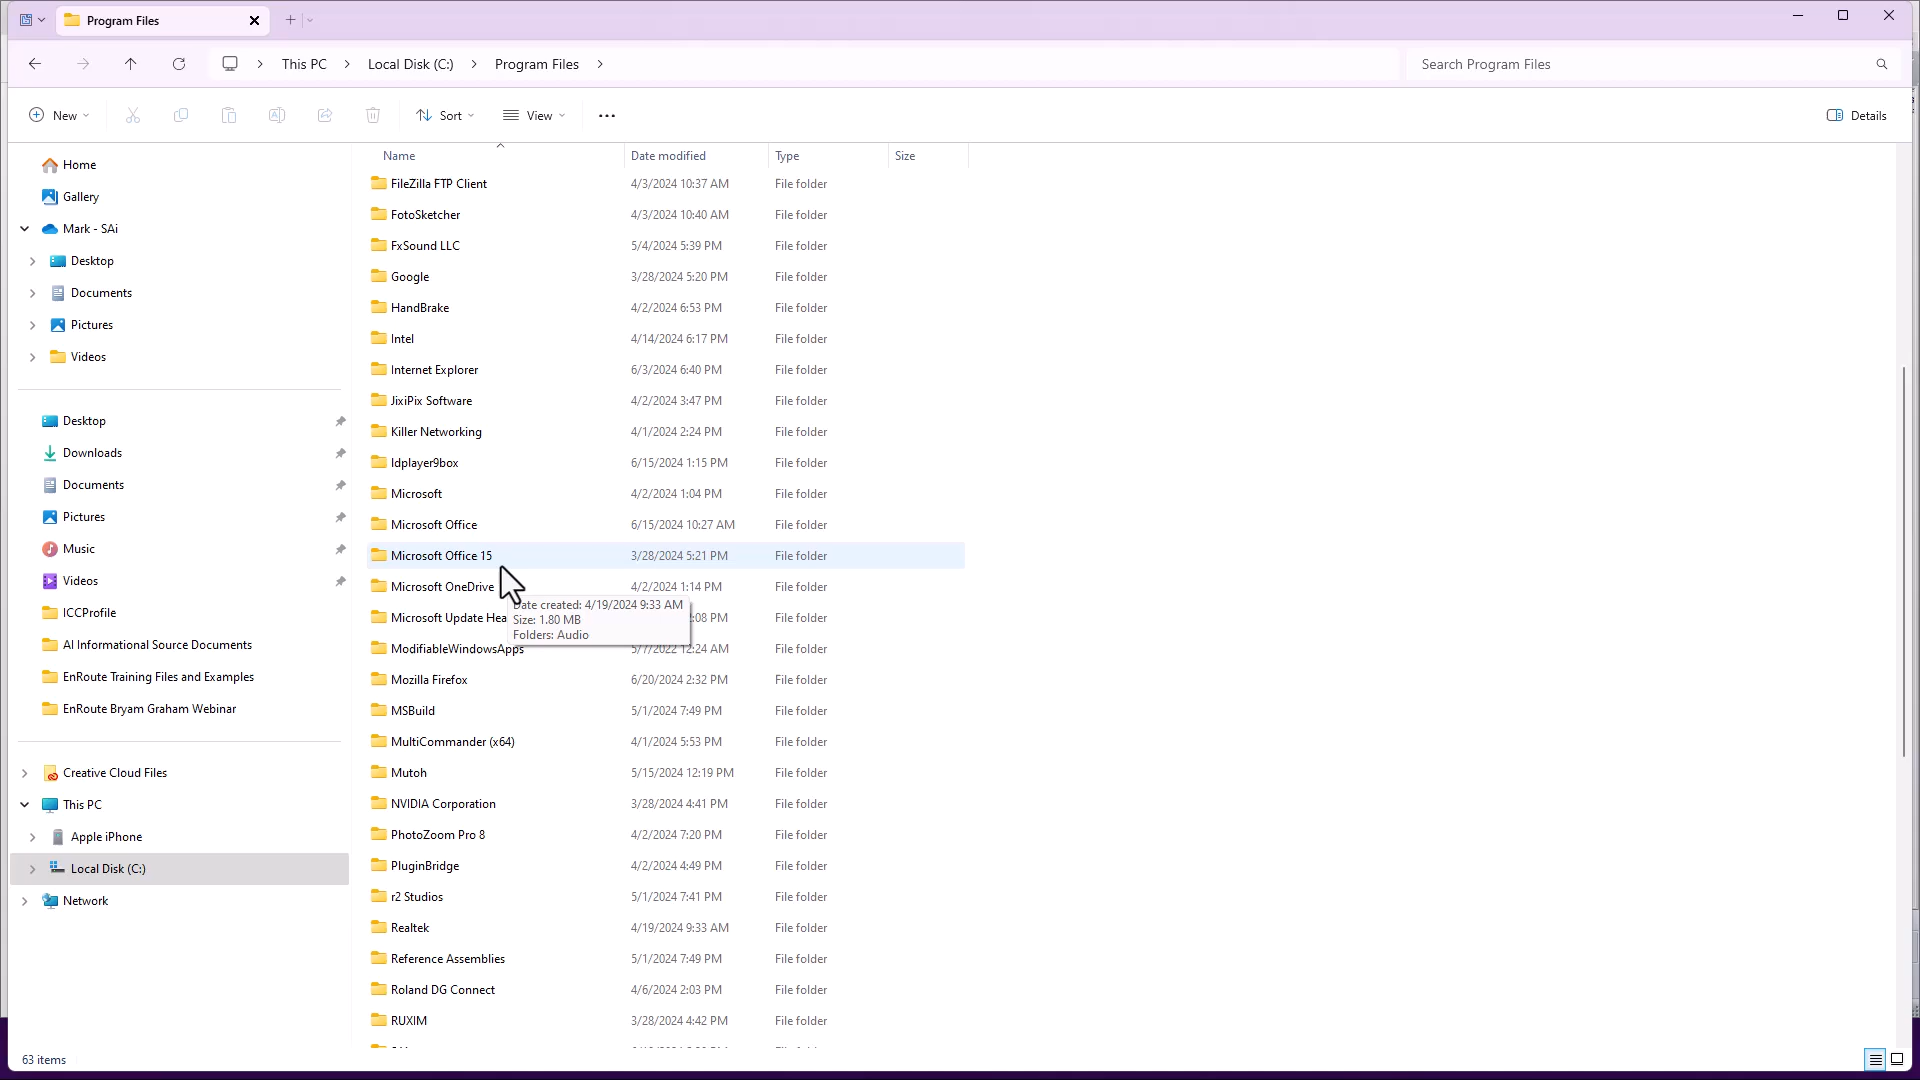 Program Files
This PC
Local Disk (C:)
Program Files
Search Program Files
New
Sort
View
Details
Home
Gallery
Mark - SAi
Desktop
Documents
Pictures
Videos
Desktop
Downloads
Documents
Pictures
Music
Videos
ICCProfile
AI Informational Source Documents
EnRoute Training Files and Examples
EnRoute Bryam Graham Webinar
Creative Cloud Files
This PC
Apple iPhone
Local Disk (C:)
Network
Name Date modified Type Size
FileZilla FTP Client 4/3/2024 10:37 AM File folder
FotoSketcher 4/3/2024 10:40 AM File folder
FxSound LLC 5/4/2024 5:39 PM File folder
Google 3/28/2024 5:20 PM File folder
HandBrake 4/2/2024 6:53 PM File folder
Intel 4/14/2024 6:17 PM File folder
Internet Explorer 6/3/2024 6:40 PM File folder
JixiPix Software 4/2/2024 3:47 PM File folder
Killer Networking 4/1/2024 2:24 PM File folder
ldplayer9box 6/15/2024 1:15 PM File folder
Microsoft 4/2/2024 1:04 PM File folder
Microsoft Office 6/15/2024 10:27 AM File folder
Microsoft Office 15 3/28/2024 5:21 PM File folder
Microsoft OneDrive 4/2/2024 1:14 PM File folder
Date created: 4/19/2024 9:33 AM
Size: 1.80 MB
Folders: Audio
Microsoft Update Hea :08 PM File folder
ModifiableWindowsApps 5/7/2022 12:24 AM File folder
Mozilla Firefox 6/20/2024 2:32 PM File folder
MSBuild 5/1/2024 7:49 PM File folder
MultiCommander (x64) 4/1/2024 5:53 PM File folder
Mutoh 5/15/2024 12:19 PM File folder
NVIDIA Corporation 3/28/2024 4:41 PM File folder
PhotoZoom Pro 8 4/2/2024 7:20 PM File folder
PluginBridge 4/2/2024 4:49 PM File folder
r2 Studios 5/1/2024 7:41 PM File folder
Realtek 4/19/2024 9:33 AM File folder
Reference Assemblies 5/1/2024 7:49 PM File folder
Roland DG Connect 4/6/2024 2:03 PM File folder
RUXIM 3/28/2024 4:42 PM File folder
63 items